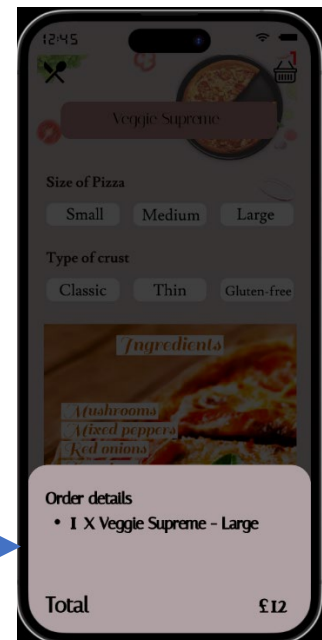 12:45
1
Veggie Supreme
Size of Pizza
Small Medium Large
Type of crust
Classic Thin Gluten-free
Ingredients
Mushrooms
Mixed peppers
Red onions
Order details
• 1 X Veggie Supreme - Large
Total £12